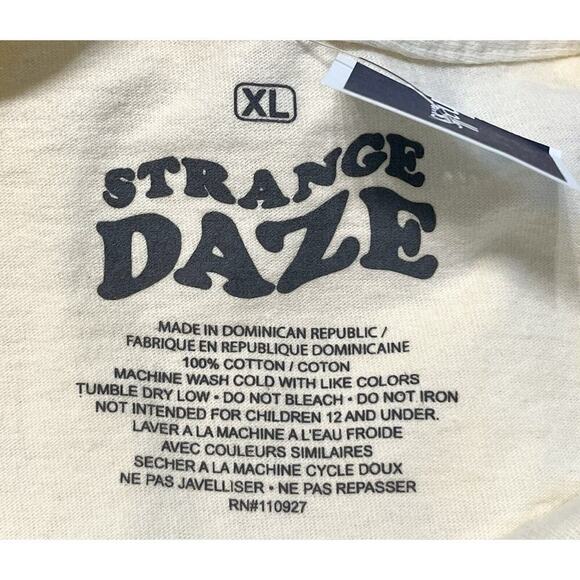 XL
STRANGE
DAZE
MADE IN DOMINICAN REPUBLIC /
FABRIQUE EN REPUBLIQUE DOMINICAINE
100% COTTON / COTON
MACHINE WASH COLD WITH LIKE COLORS
TUMBLE DRY LOW • DO NOT BLEACH • DO NOT IRON
NOT INTENDED FOR CHILDREN 12 AND UNDER.
LAVER A LA MACHINE A L'EAU FROIDE
AVEC COULEURS SIMILAIRES
SECHER A LA MACHINE CYCLE DOUX
NE PAS JAVELLISER • NE PAS REPASSER
RN#110927